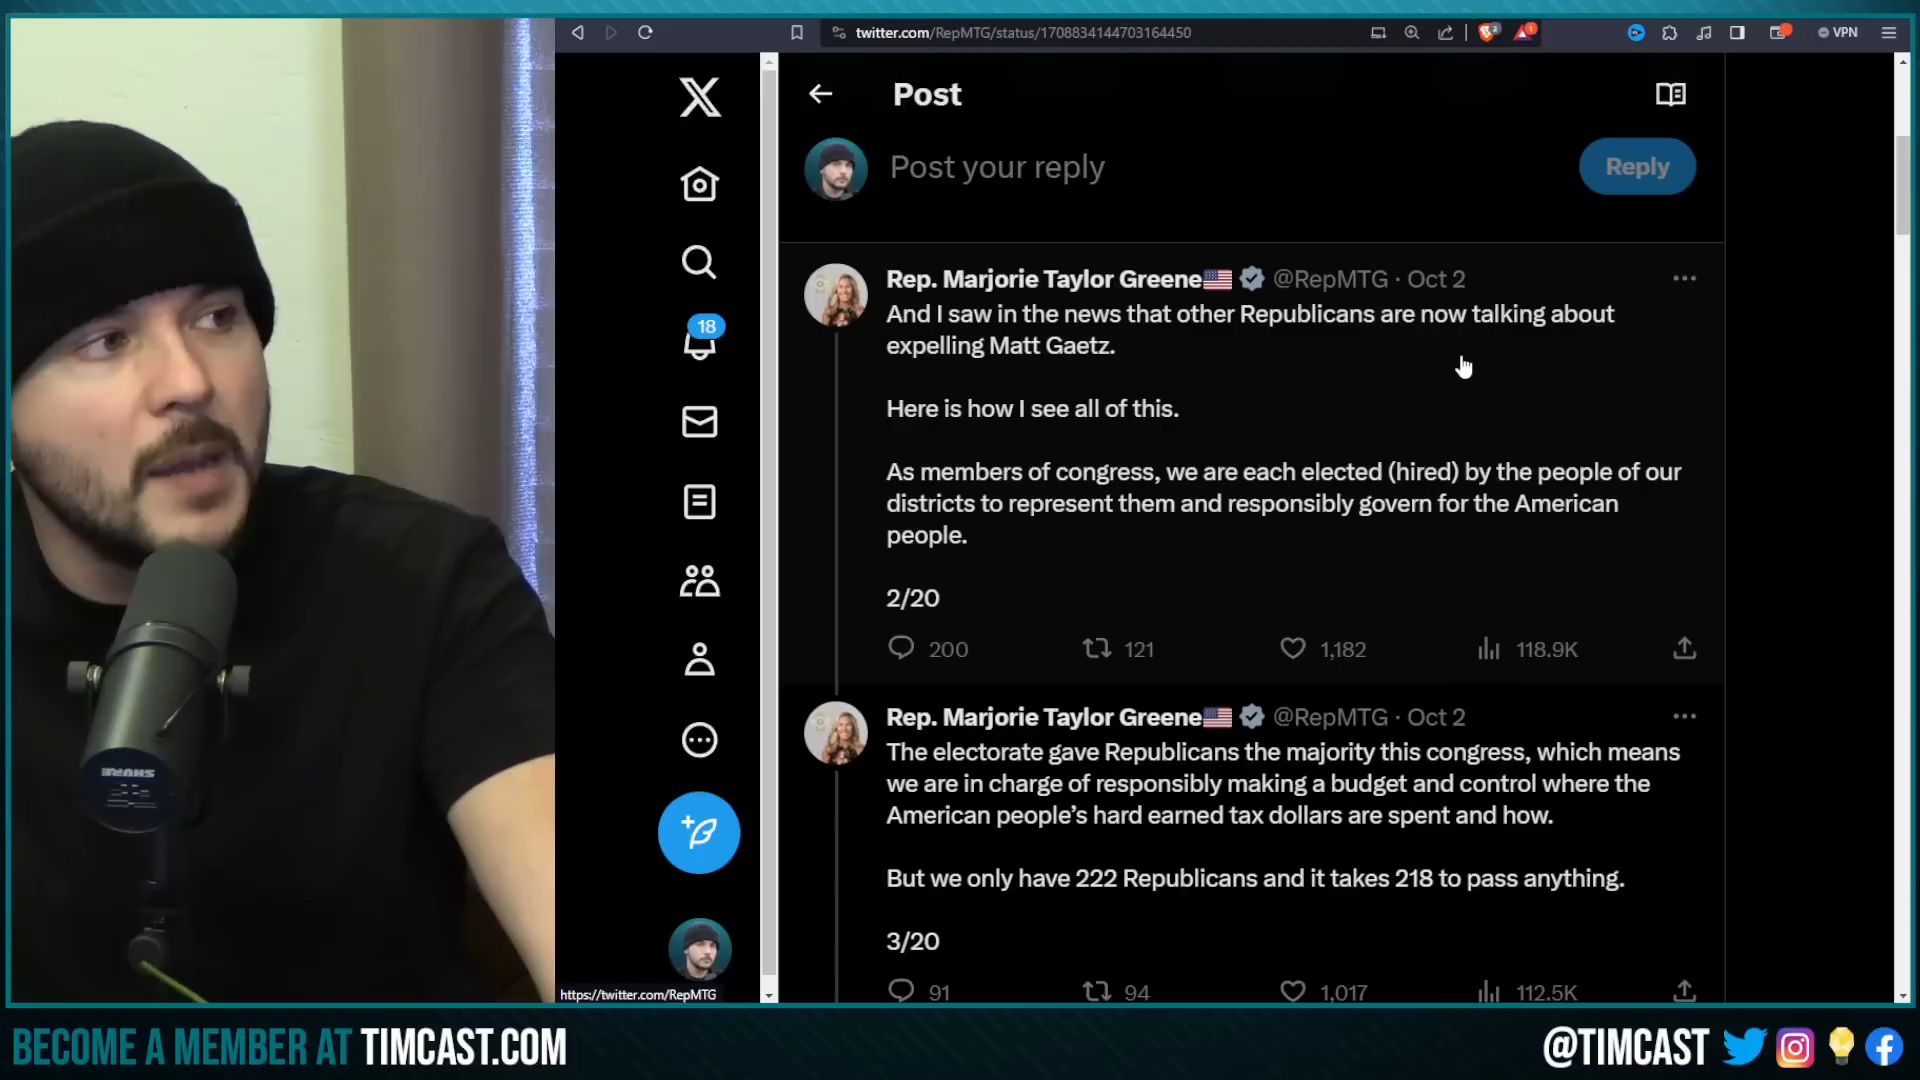 twitter.com/RepMTG/status/1708834144703164450
2
1
VPN
Post
Post your reply
Reply
18
Rep. Marjorie Taylor Greene @RepMTG · Oct 2
And I saw in the news that other Republicans are now talking about
expelling Matt Gaetz.
Here is how I see all of this.
As members of congress, we are each elected (hired) by the people of our
districts to represent them and responsibly govern for the American
people.
2/20
200 121 1,182 118.9K
Rep. Marjorie Taylor Greene @RepMTG · Oct 2
The electorate gave Republicans the majority this congress, which means
we are in charge of responsibly making a budget and control where the
American people’s hard earned tax dollars are spent and how.
But we only have 222 Republicans and it takes 218 to pass anything.
3/20
91 94 1,017 112.5K
https://twitter.com/RepMTG
SHURE
BECOME A MEMBER AT TIMCAST.COM
@TIMCAST